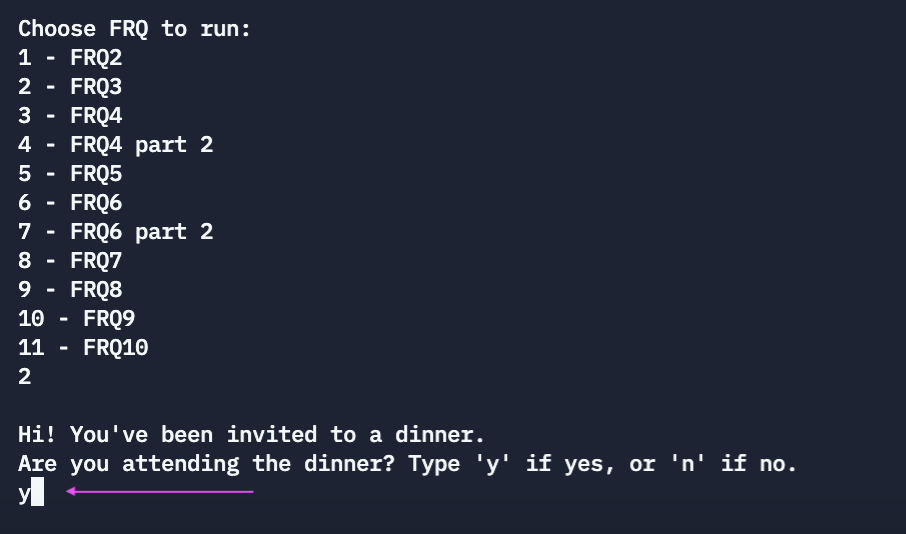 Choose FRQ to run:
1 - FRQ2
2 - FRQ3
3 - FRQ4
4 - FRQ4 part 2
5 - FRQ5
6 - FRQ6
7 - FRQ6 part 2
8 - FRQ7
9 - FRQ8
10 - FRQ9
11 - FRQ10
2
Hi! You've been invited to a dinner.
Are you attending the dinner? Type 'y' if yes, or 'n' if no.
y